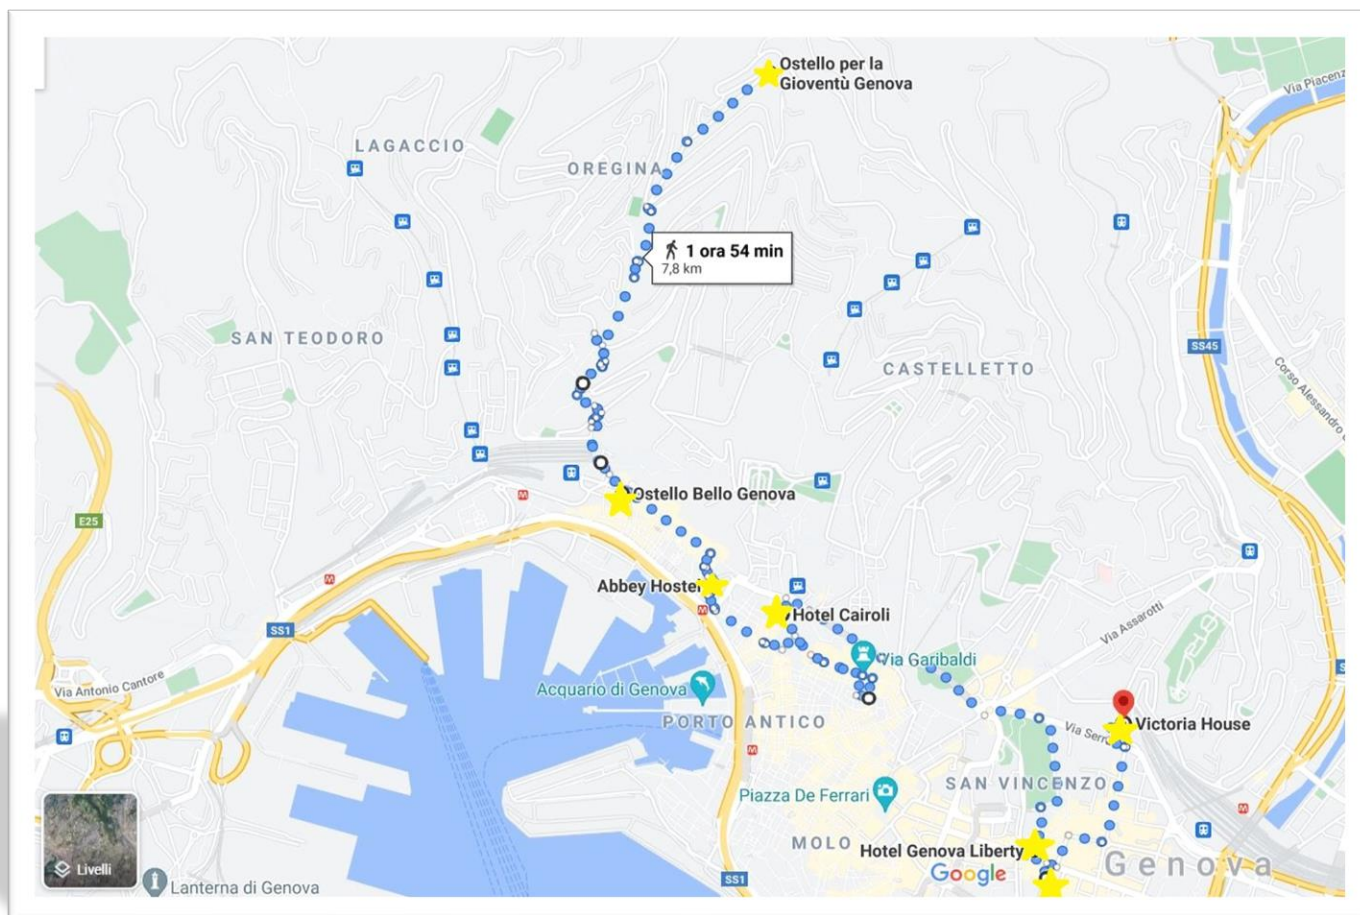 Ostello per la
Gioventù Genova
Via Piacenz
LAGACCIO
OREGINA
1 ora 54 min
7,8 km
SAN TEODORO
SS45
CASTELLETTO
Corso Alessandro
Ostello Bello Genova
E25
M
M
Abbey Hostel
M
Hotel Cairoli
Via Assarotti
SS1
Via Garibaldi
Via Antonio Cantore
Acquario di Genova
PORTO ANTICO
Via Serr
Victoria House
M
SAN VINCENZO
Piazza De Ferrari
M
MOLO
Hotel Genova Liberty
Genova
Google
Livelli
SS1
Lanterna di Genova